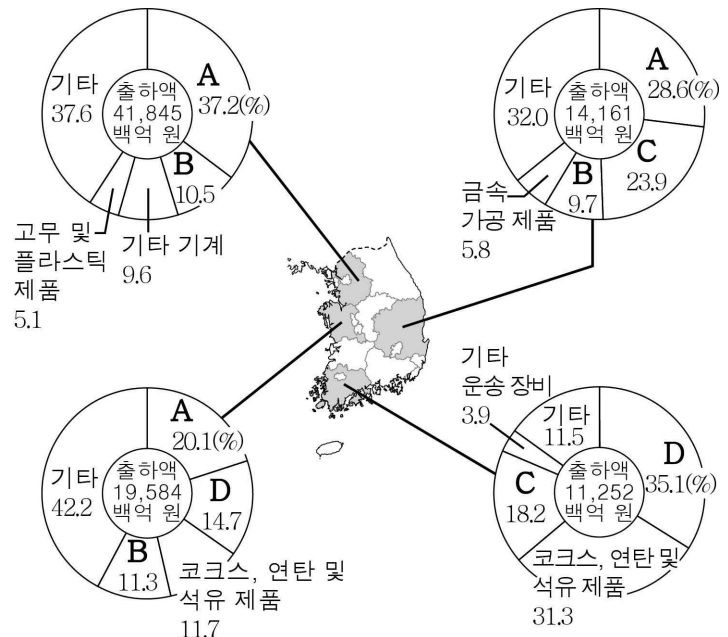 기타
37.6
출하액
41,845
백억 원
A
37.2(%)
B
10.5
기타 기계
9.6
고무 및
플라스틱
제품
5.1
기타
32.0
출하액
14,161
백억 원
A
28.6(%)
C
23.9
B
9.7
금속
가공 제품
5.8
기타
42.2
출하액
19,584
백억 원
A
20.1(%)
D
14.7
B
11.3
코크스, 연탄 및
석유 제품
11.7
기타
운송 장비
3.9
기타
11.5
출하액
11,252
백억 원
D
35.1(%)
C
18.2
코크스, 연탄 및
석유 제품
31.3